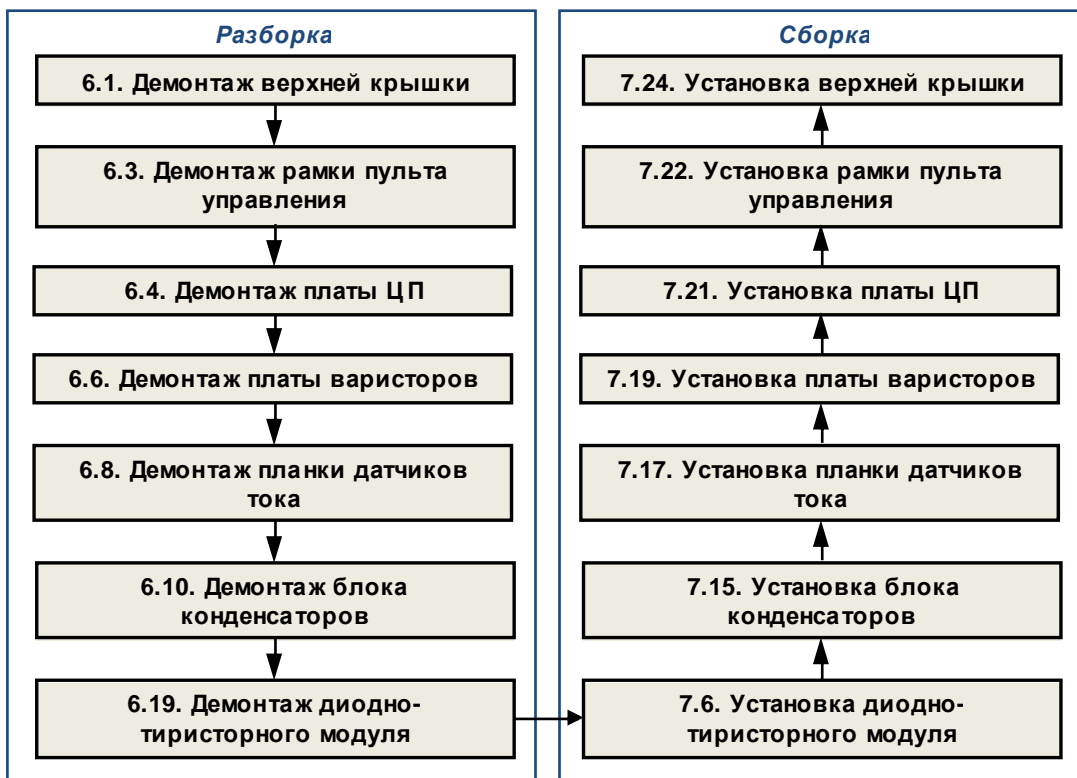 Разборка
6.1. Демонтаж верхней крышки
6.3. Демонтаж рамки пульта
управления
6.4. Демонтаж платы ЦП
6.6. Демонтаж платы варисторов
6.8. Демонтаж планки датчиков
тока
6.10. Демонтаж блока
конденсаторов
6.19. Демонтаж диодно-
тиристорного модуля
Сборка
7.24. Установка верхней крышки
7.22. Установка рамки пульта
управления
7.21. Установка платы ЦП
7.19. Установка платы варисторов
7.17. Установка планки датчиков
тока
7.15. Установка блока
конденсаторов
7.6. Установка диодно-
тиристорного модуля